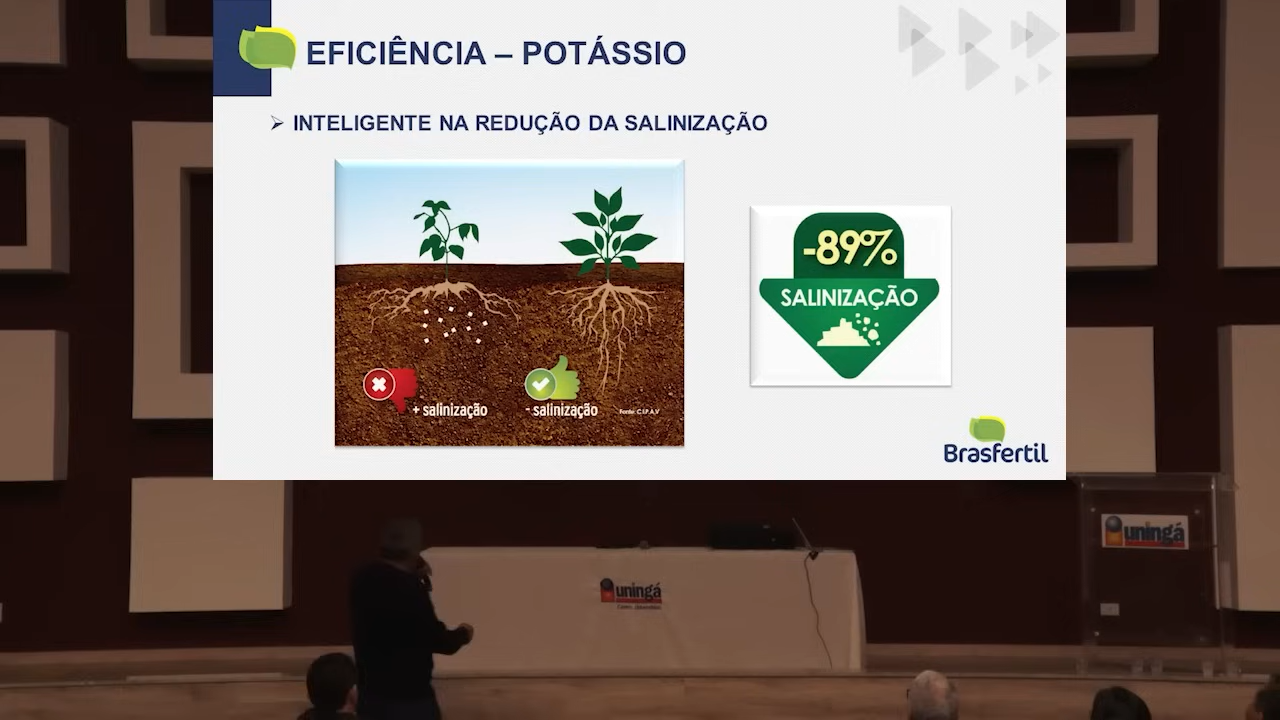 EFICIÊNCIA – POTÁSSIO
➢ INTELIGENTE NA REDUÇÃO DA SALINIZAÇÃO
-89%
SALINIZAÇÃO
+ salinização
- salinização
Fonte: C.I.P.A.V
Brasfertil
uningá
uningá